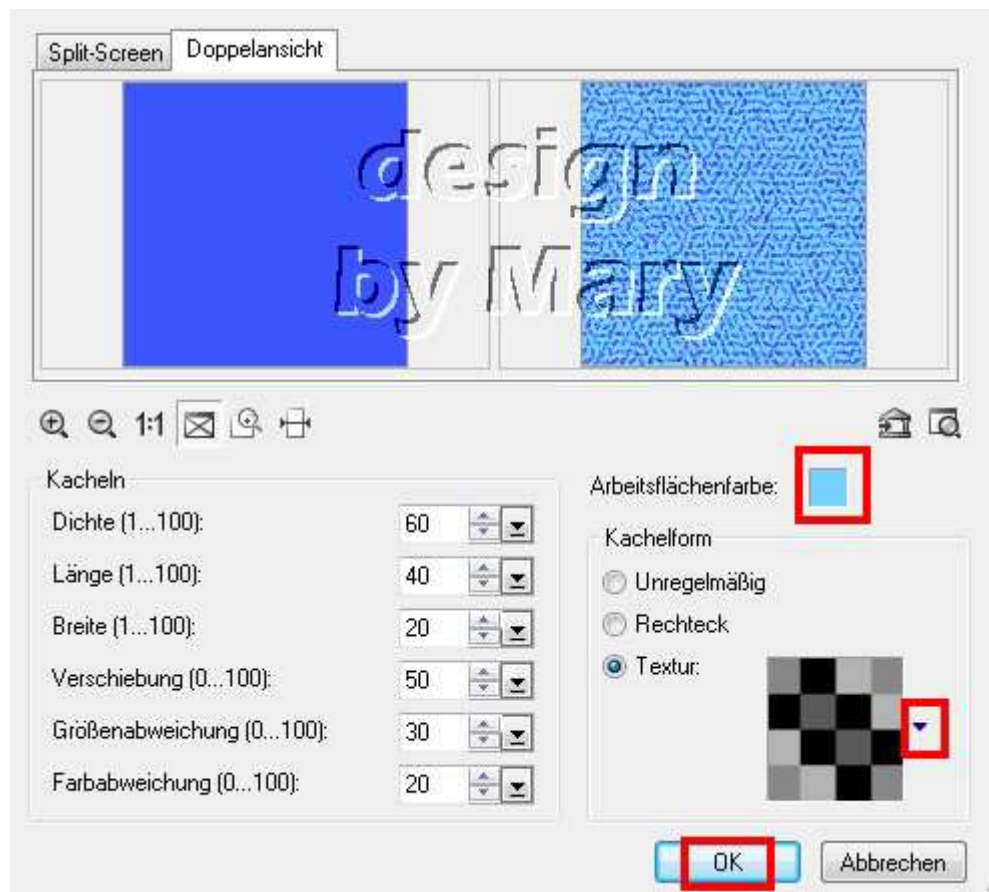 Split-Screen Doppelansicht
design
by Mary
1:1
Kacheln
Dichte (1...100): 60
Länge (1...100): 40
Breite (1...100): 20
Verschiebung (0...100): 50
Größenabweichung (0...100): 30
Farbabweichung (0...100): 20
Arbeitsflächenfarbe:
Kachelform
Unregelmäßig
Rechteck
Textur:
OK Abbrechen